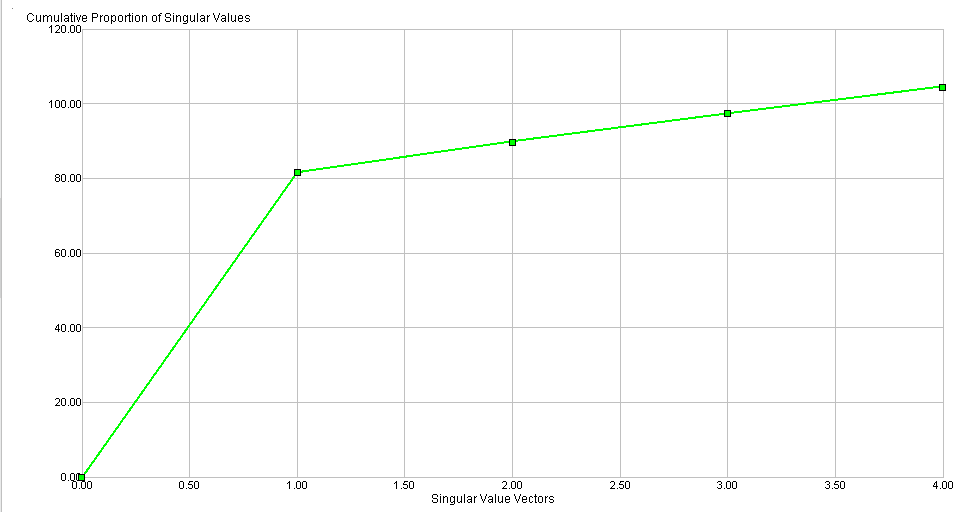 Cumulative Proportion of Singular Values
120.00
100.00
80.00
60.00
40.00
20.00
0.00
0.00 0.50 1.00 1.50 2.00 2.50 3.00 3.50 4.00
Singular Value Vectors